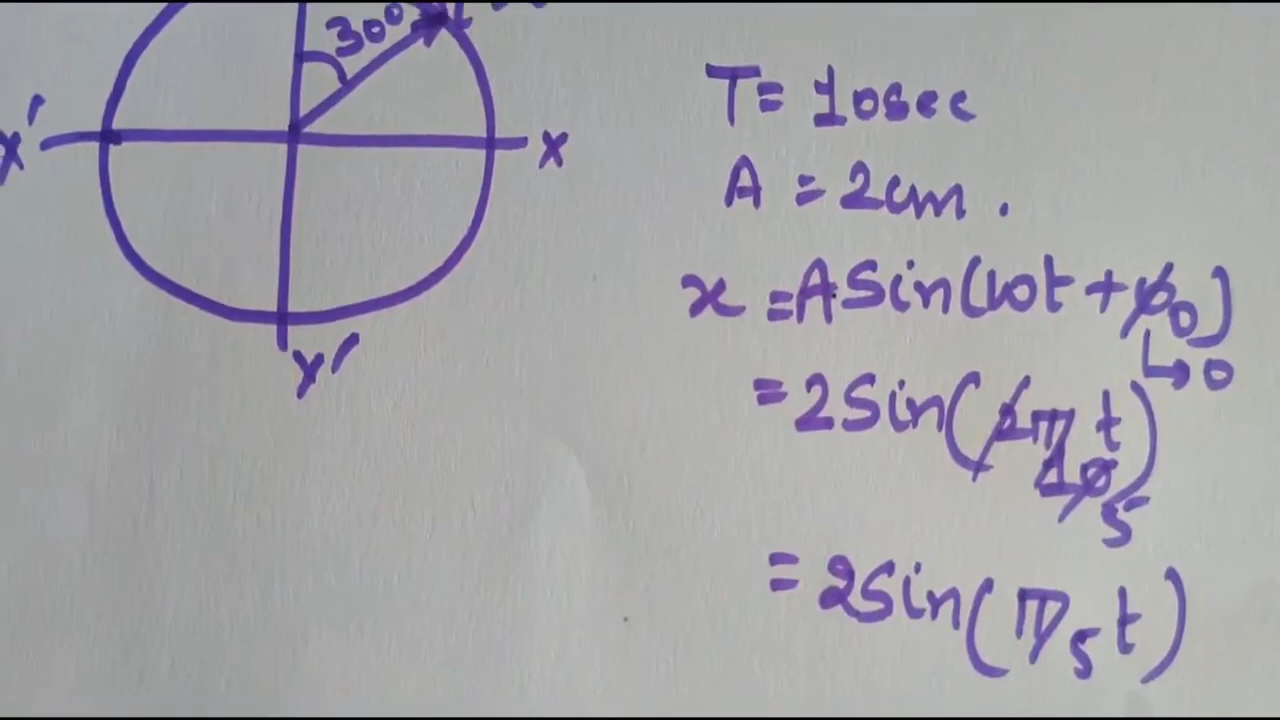 30°
X' X
Y'
T = 10sec
A = 2cm .
x = A Sin(ωt + φ₀)
↳ 0
= 2 Sin(2π/10 t)
5
= 2 Sin(π/5 t)